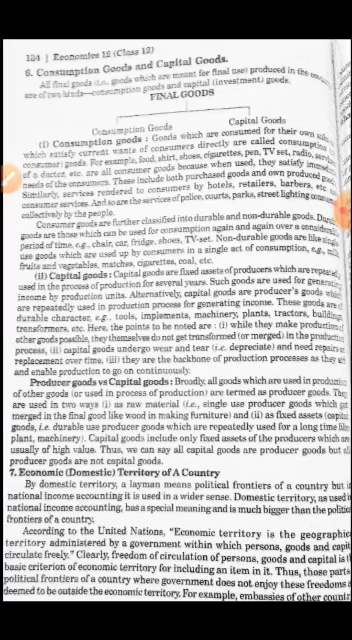 184 | Economics 12 (Class 12)
6. Consumption Goods and Capital Goods.
All final goods (i.e., goods which are meant for final use) produced in the
are of two kinds—consumption goods and capital (investment) goods.
FINAL GOODS
Consumption Goods Capital Goods
(i) Consumption goods : Goods which are consumed for their own
which satisfy current wants of consumers directly are called consumption
(consumer) goods. For example, food, shirt, shoes, cigarettes, pen, TV set, radio, service
of a doctor, etc. are all consumer goods because when used, they satisfy
needs of the consumers. These include both purchased goods and own produced goods
Similarly, services rendered to consumers by hotels, retailers, barbers, etc.
consumer services. And so are the services of police, courts, parks, street lighting
collectively by the people.
Consumer goods are further classified into durable and non-durable goods.
goods are those which can be used for consumption again and again over a
period of time, e.g., chair, car, fridge, shoes, TV-set. Non-durable goods are like
use goods which are used up by consumers in a single act of consumption, e.g.,
fruits and vegetables, matches, cigarettes, coal, etc.
(ii) Capital goods : Capital goods are fixed assets of producers which are
used in the process of production for several years. Such goods are used for
income by production units. Alternatively, capital goods are producer's goods which
are repeatedly used in production process for generating income. These goods are
durable character, e.g., tools, implements, machinery, plants, tractors,
transformers, etc. Here, the points to be noted are : (i) while they make production
other goods possible, they themselves do not get transformed (or merged) in the
process, (ii) capital goods undergo wear and tear (i.e. depreciate) and need repairs
replacement over time, (iii) they are the backbone of production processes as they
and enable production to go on continuously.
Producer goods vs Capital goods : Broadly, all goods which are used in
of other goods (or used in process of production) are termed as producer goods. They
are used in two ways (i) as raw material (i.e., single use producer goods which get
merged in the final good like wood in making furniture) and (ii) as fixed assets (capital
goods, i.e. durable use producer goods which are repeatedly used for a long time like
plant, machinery). Capital goods include only fixed assets of the producers which are
usually of high value. Thus, we can say all capital goods are producer goods but all
producer goods are not capital goods.
7. Economic (Domestic) Territory of A Country
By domestic territory, a layman means political frontiers of a country but
national income accounting it is used in a wider sense. Domestic territory, as used
national income accounting, has a special meaning and is much bigger than the
frontiers of a country.
According to the United Nations, "Economic territory is the geographic
territory administered by a government within which persons, goods and
circulate freely." Clearly, freedom of circulation of persons, goods and capital is
basic criterion of economic territory for including an item in it. Thus, those parts
political frontiers of a country where government does not enjoy these freedoms
deemed to be outside the economic territory. For example, embassies of other